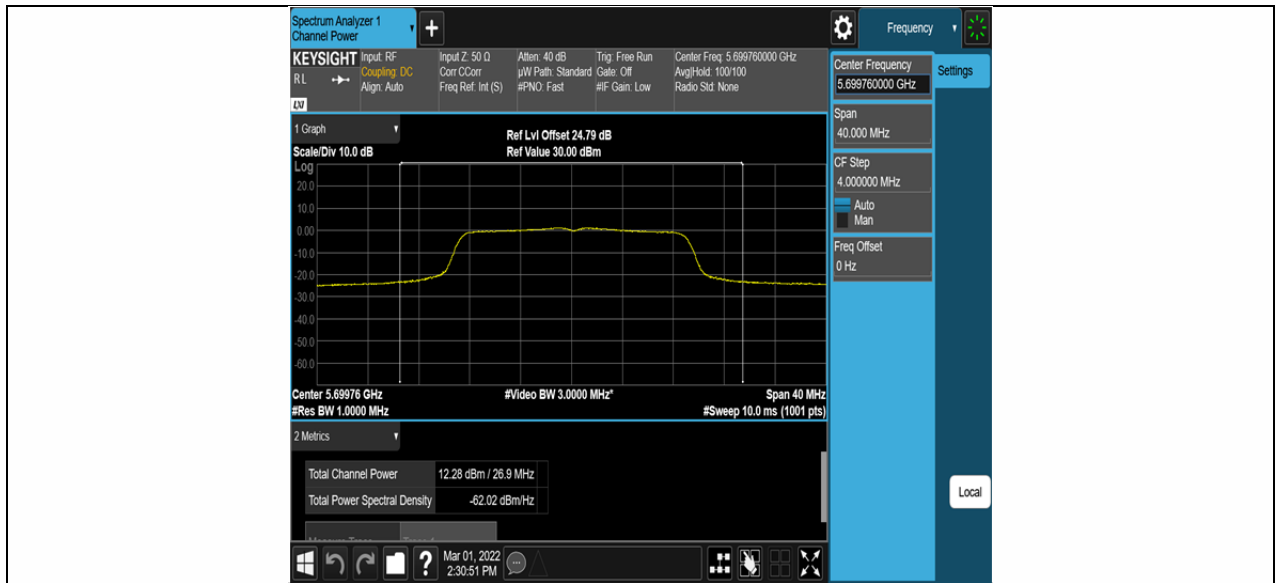 Spectrum Analyzer 1
Channel Power
+
Frequency
KEYSIGHT
RL
LXI
Input: RF
Coupling: DC
Align: Auto
Input Z: 50 Ω
Corr CCorr
Freq Ref: Int (S)
Atten: 40 dB
µW Path: Standard
#PNO: Fast
Trig: Free Run
Gate: Off
#IF Gain: Low
Center Freq: 5.699760000 GHz
Avg|Hold: 100/100
Radio Std: None
Center Frequency
5.699760000 GHz
Settings
Span
40.000 MHz
CF Step
4.000000 MHz
Auto
Man
Freq Offset
0 Hz
Local
1 Graph
Scale/Div 10.0 dB
Ref Lvl Offset 24.79 dB
Ref Value 30.00 dBm
Log
20.0
10.0
0.00
-10.0
-20.0
-30.0
-40.0
-50.0
-60.0
Center 5.69976 GHz
#Video BW 3.0000 MHz*
Span 40 MHz
#Res BW 1.0000 MHz
#Sweep 10.0 ms (1001 pts)
2 Metrics
Total Channel Power 12.28 dBm / 26.9 MHz
Total Power Spectral Density -62.02 dBm/Hz
?
Mar 01, 2022
2:30:51 PM